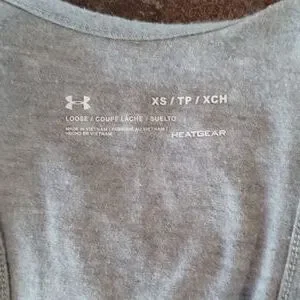 XS / TP / XCH
LOOSE / COUPE LÂCHE / SUELTO
MADE IN VIETNAM / FABRIQUÉ AU VIETNAM /
HECHO EN VIETNAM
HEATGEAR